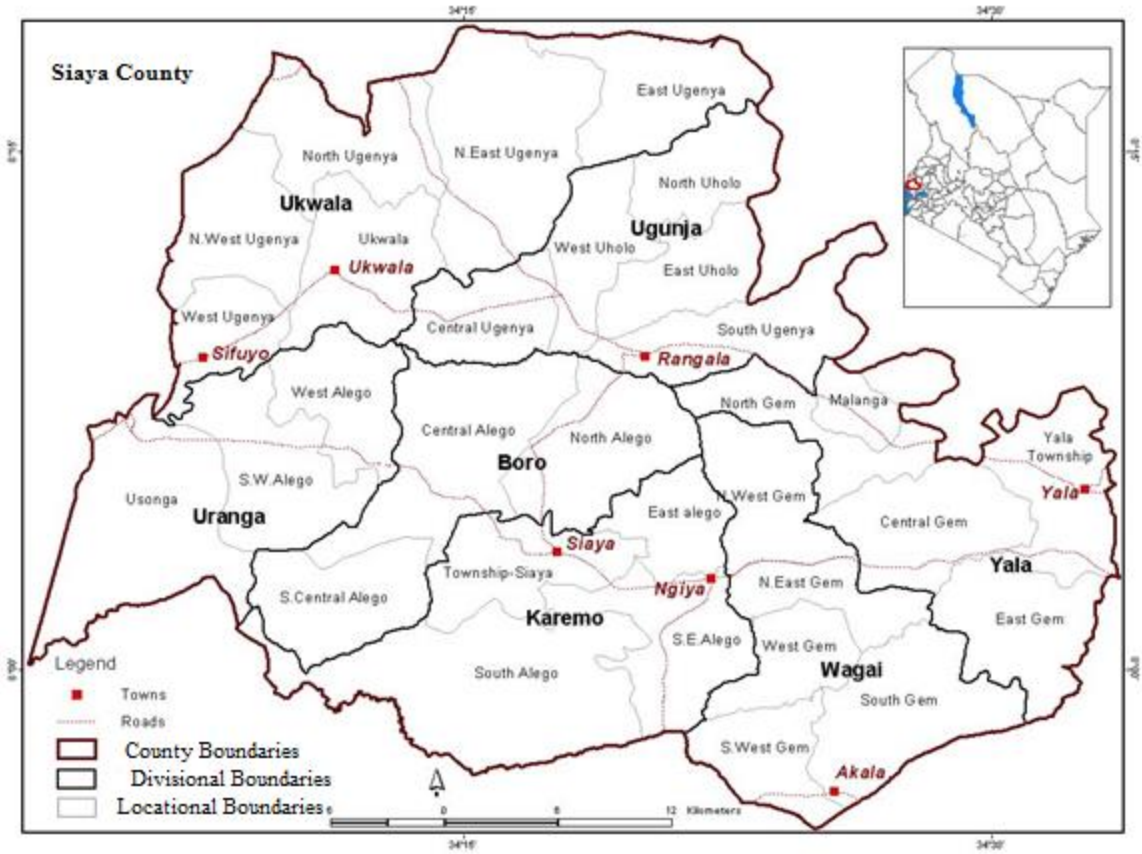 34°15'
34°30'
Siaya County
East Ugenya
North Ugenya
N.East Ugenya
North Uholo
Ukwala
Ugunja
N.West Ugenya
Ukwala
West Uholo
East Uholo
Ukwala
West Ugenya
Central Ugenya
South Ugenya
Sifuyo
Rangala
West Alego
North Gem
Malanga
Central Alego
North Alego
Yala
Township
Boro
S.W.Alego
Usonga
Uranga
N.West Gem
Yala
East alego
Central Gem
Siaya
Township-Siaya
Yala
Ngiya
N.East Gem
S.Central Alego
Karemo
East Gem
S.E.Alego
West Gem
South Alego
Wagai
South Gem
S.West Gem
Akala
Legend
Towns
Roads
County Boundaries
Divisional Boundaries
Locational Boundaries
6 0 6 12 Kilometers
34°15'
34°30'